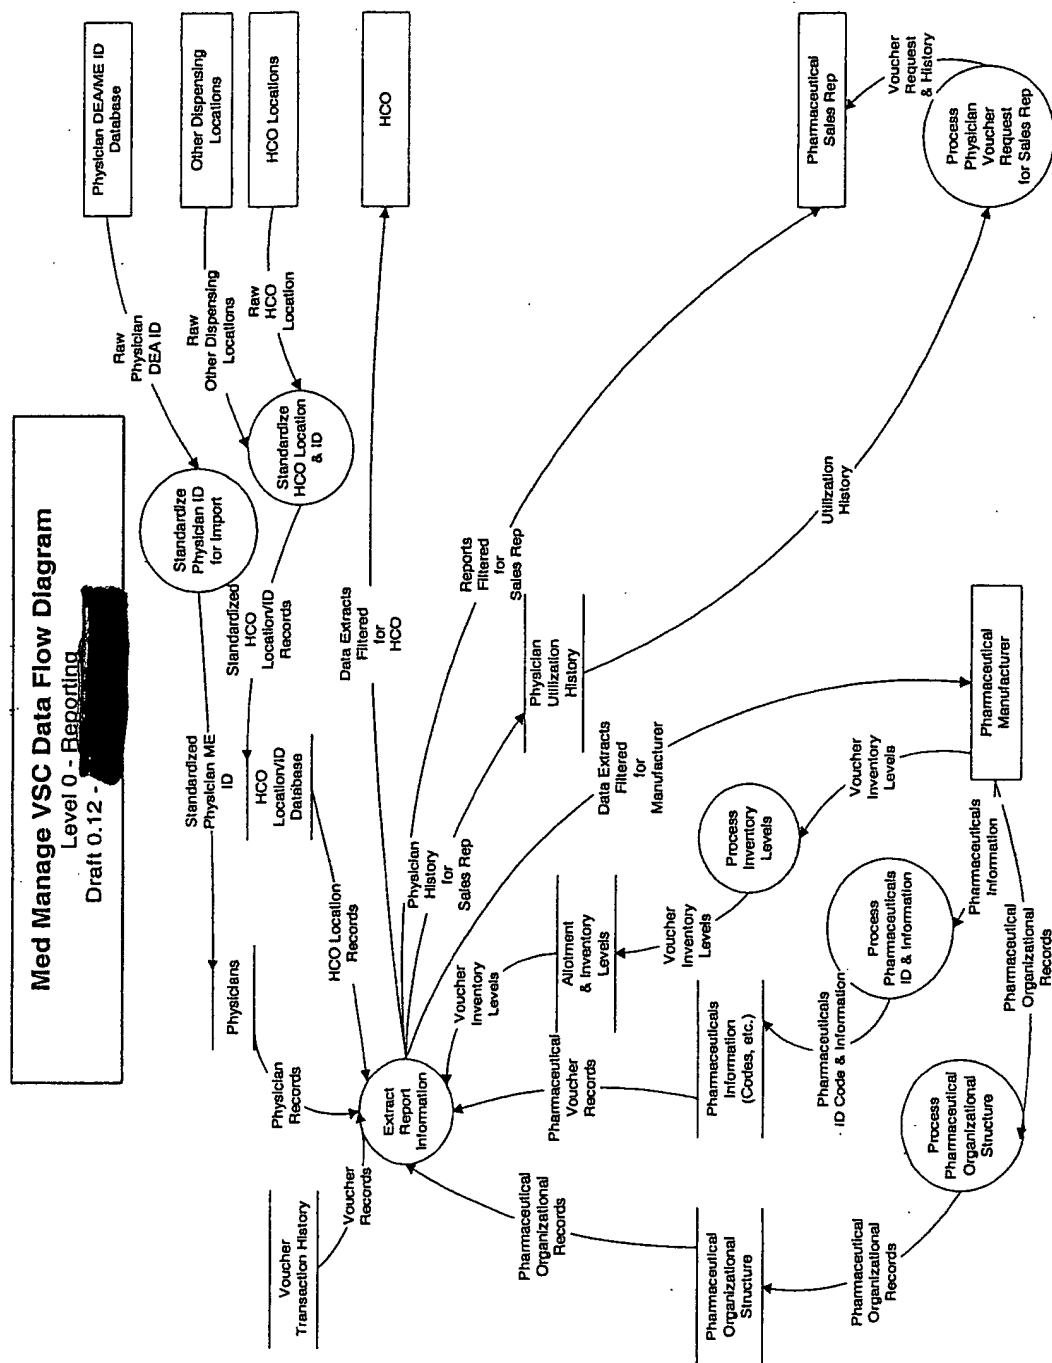 Med Manage VSC Data Flow Diagram
Level 0 - Reporting
Draft 0.12 -
Physician DEA/ME ID
Database
Raw
Physician
DEA ID
Standardize
Physician ID
for Import
Standardized
Physician ME
ID
Physicians
Physician
Records
Other Dispensing
Locations
Raw
Other Dispensing
Locations
HCO Locations
Raw
HCO
Location
Standardize
HCO Location
& ID
Standardized
HCO
Location/ID
Records
HCO
Location/ID
Database
HCO Location
Records
Voucher
Transaction History
Voucher
Records
Extract
Report
Information
HCO
Data Extracts
Filtered
for
HCO
Physician
History
for
Sales Rep
Reports
Filtered
for
Sales Rep
Physician
Utilization
History
Utilization
History
Pharmaceutical
Sales Rep
Voucher
Request
& History
Process
Physician
Voucher
Request
for Sales Rep
Data Extracts
Filtered
for
Manufacturer
Pharmaceutical
Manufacturer
Voucher
Inventory
Levels
Process
Inventory
Levels
Voucher
Inventory
Levels
Allotment
& Inventory
Levels
Voucher
Inventory
Levels
Pharmaceuticals
Information
Process
Pharmaceuticals
ID & Information
Pharmaceuticals
ID Code & Information
Pharmaceuticals
Information
(Codes, etc.)
Pharmaceutical
Voucher
Records
Pharmaceutical
Organizational
Records
Process
Pharmaceutical
Organizational
Structure
Pharmaceutical
Organizational
Records
Pharmaceutical
Organizational
Structure
Pharmaceutical
Organizational
Records